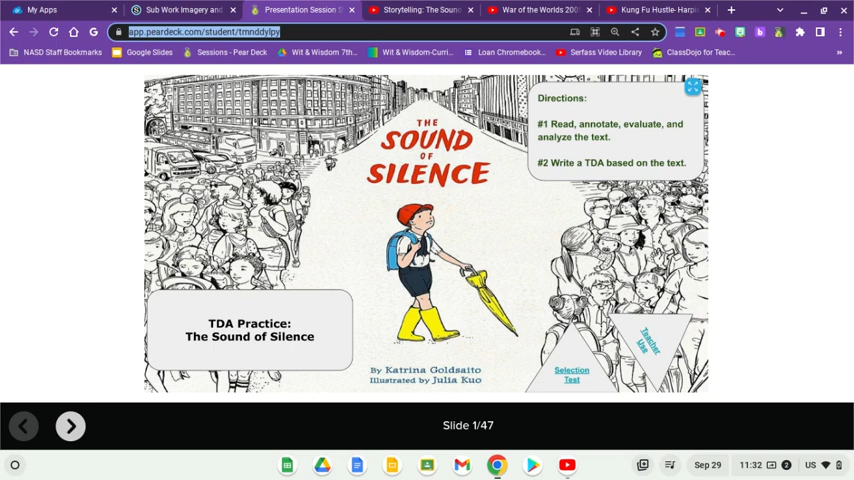 My Apps
Sub Work Imagery and
Presentation Session S
Storytelling: The Soun
War of the Worlds 200
Kung Fu Hustle- Harpi
app.peardeck.com/student/tmnddylpy
NASD Staff Bookmarks
Google Slides
Sessions - Pear Deck
Wit & Wisdom 7th...
Wit & Wisdom-Curri...
Loan Chromebook...
Serfass Video Library
ClassDojo for Teac...
»
THE
SOUND
OF
SILENCE
Directions:
#1 Read, annotate, evaluate, and
analyze the text.
#2 Write a TDA based on the text.
TDA Practice:
The Sound of Silence
By Katrina Goldsaito
Illustrated by Julia Kuo
Selection
Test
Teacher
Use
Slide 1/47
Sep 29
11:32
2
US